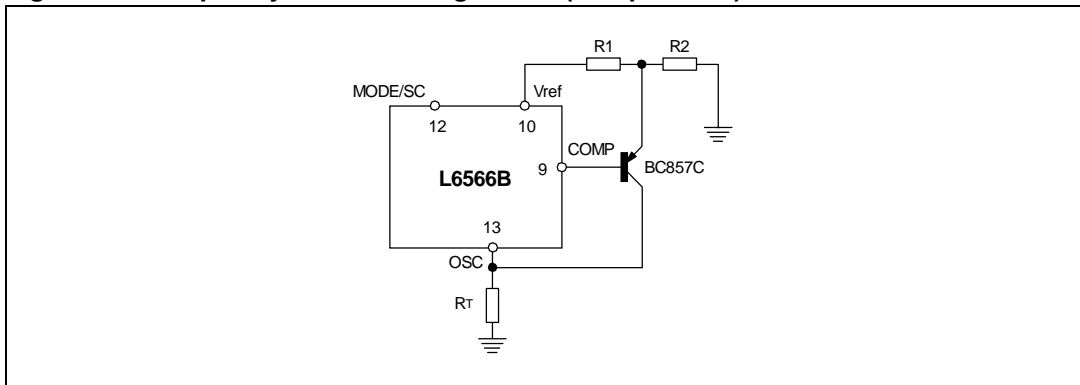 R1
R2
MODE/SC
Vref
12
10
COMP
9
BC857C
L6566B
13
OSC
RT